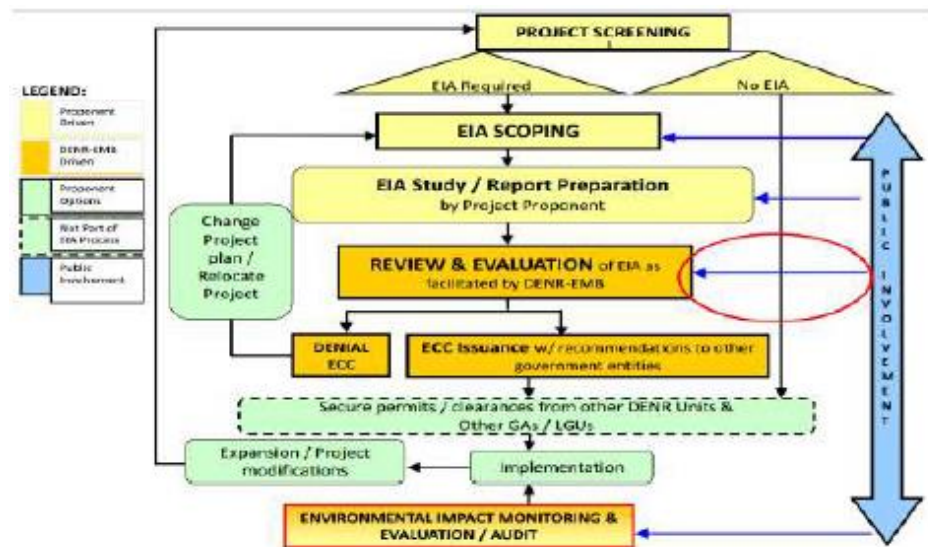 PROJECT SCREENING
EIA Required
No EIA
LEGEND:
Proponent
Driven
DENR-EMB
Driven
Proponent
Options
Not Part of
EIA Process
Public
Involvement
EIA SCOPING
EIA Study / Report Preparation
by Project Proponent
Change
Project
plan /
Relocate
Project
REVIEW & EVALUATION of EIA as
facilitated by DENR-EMB
DENIAL
ECC
ECC Issuance w/ recommendations to other
government entities
Secure permits / clearances from other DENR Units &
Other GAs / LGUs
Expansion / Project
modifications
Implementation
ENVIRONMENTAL IMPACT MONITORING &
EVALUATION / AUDIT
PUBLIC INVOLVEMENT